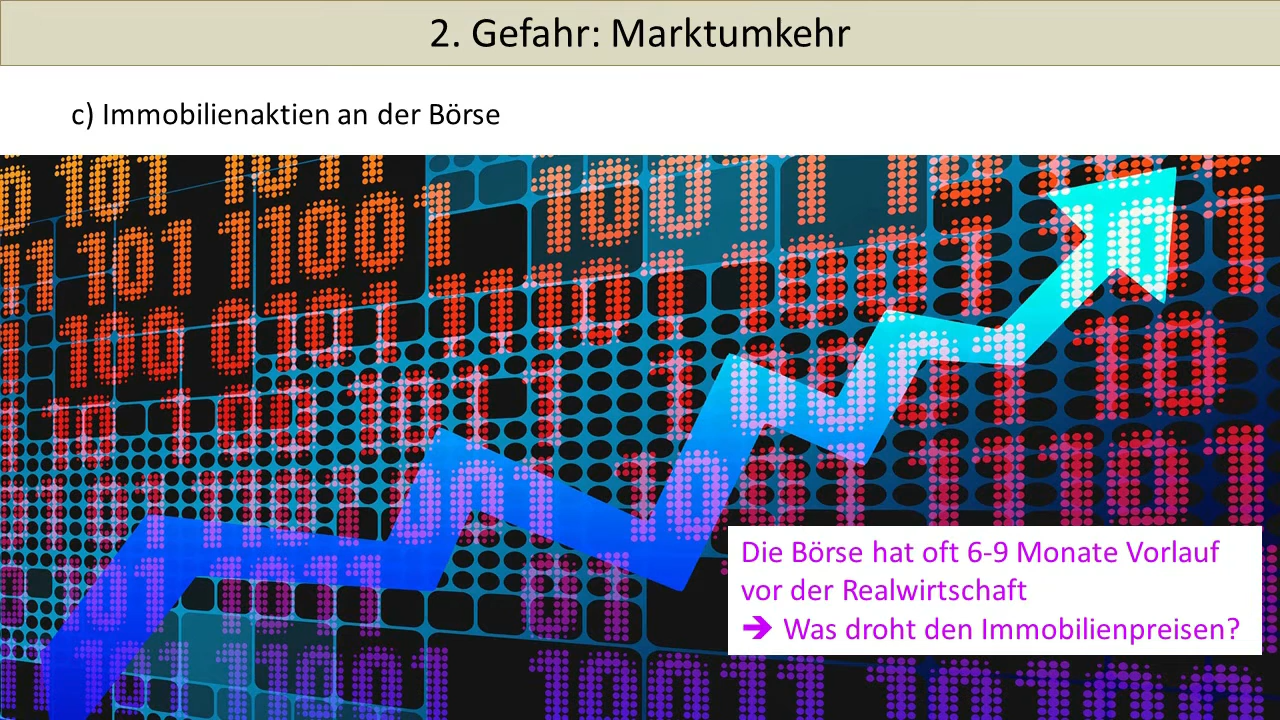 2. Gefahr: Marktumkehr
c) Immobilienaktien an der Börse
Die Börse hat oft 6-9 Monate Vorlauf
vor der Realwirtschaft
➔ Was droht den Immobilienpreisen?